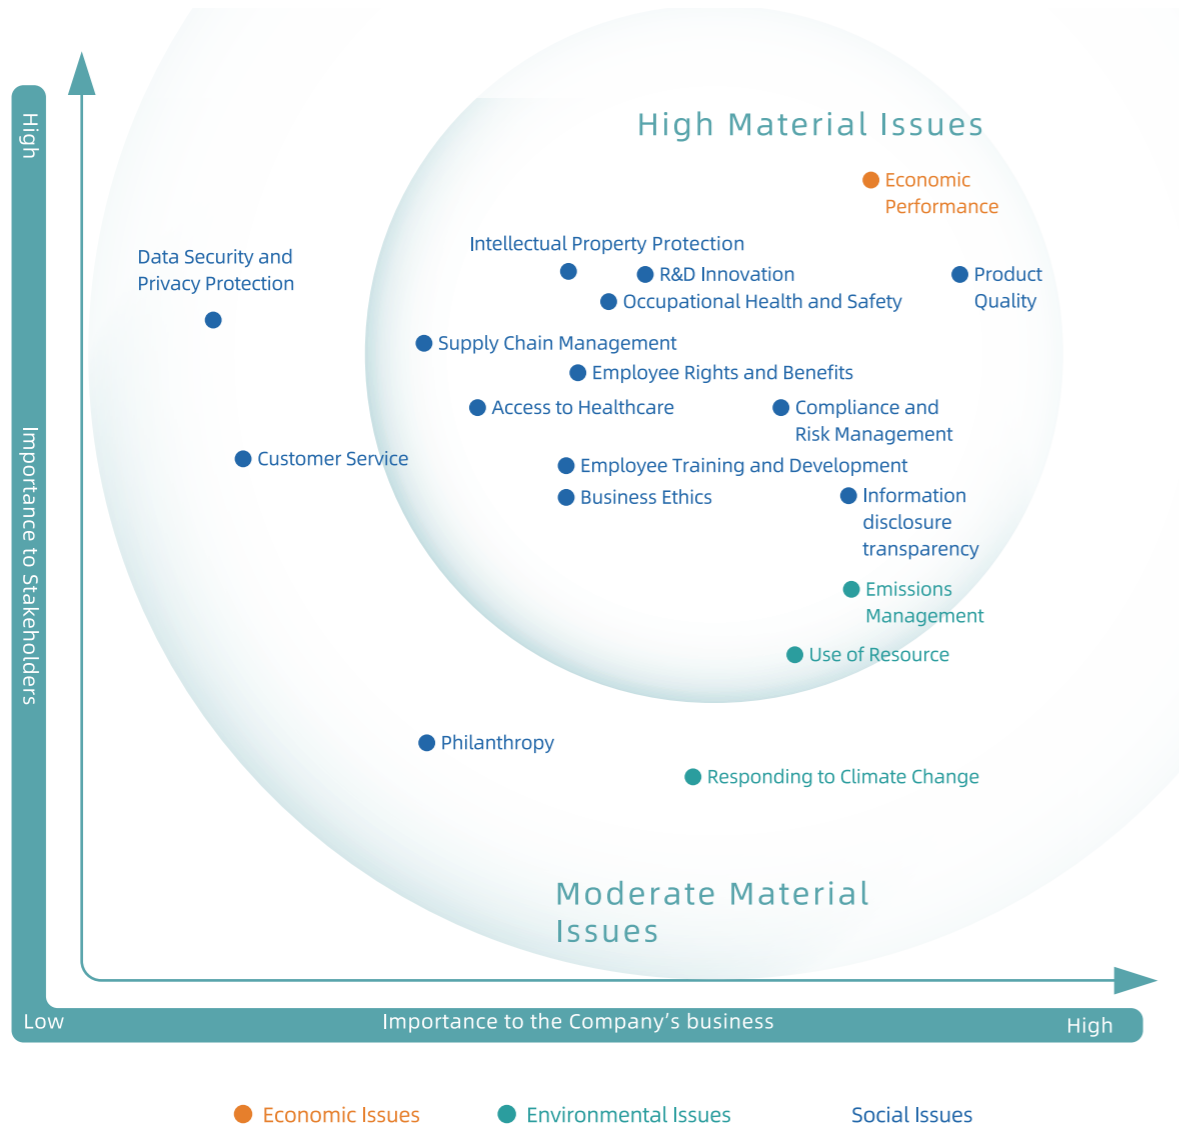 High Material Issues
Economic
Performance
High
Intellectual Property Protection
Data Security and
Privacy Protection
R&D Innovation
Product
Quality
Occupational Health and Safety
Supply Chain Management
Employee Rights and Benefits
Access to Healthcare
Compliance and
Risk Management
Customer Service
Employee Training and Development
Business Ethics
Information
disclosure
transparency
Importance to Stakeholders
Emissions
Management
Use of Resource
Philanthropy
Responding to Climate Change
Moderate Material
Issues
Low
Importance to the Company’s business
High
Economic Issues
Environmental Issues
Social Issues